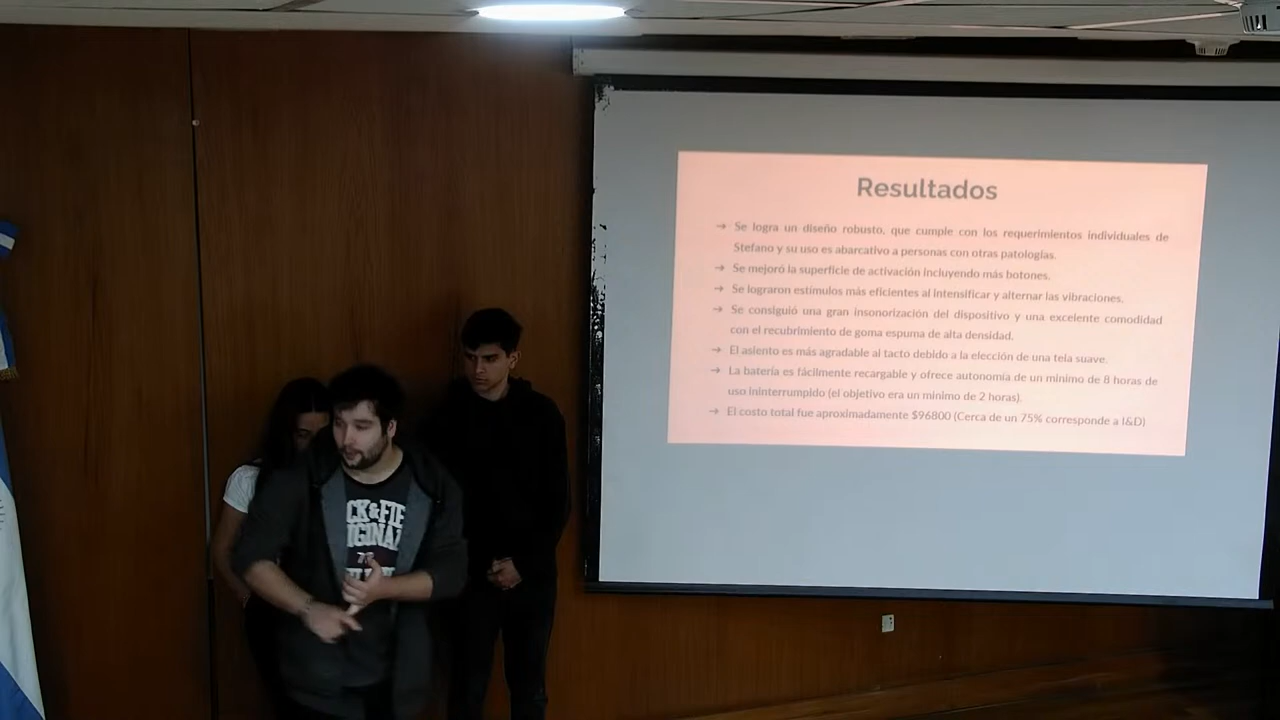 Resultados
→ Se logra un diseño robusto, que cumple con los requerimientos individuales de
Stefano y su uso es abarcativo a personas con otras patologías.
→ Se mejoró la superficie de activación incluyendo más botones.
→ Se lograron estímulos más eficientes al intensificar y alternar las vibraciones.
→ Se consiguió una gran insonorización del dispositivo y una excelente comodidad
con el recubrimiento de goma espuma de alta densidad.
→ El asiento es más agradable al tacto debido a la elección de una tela suave.
→ La batería es fácilmente recargable y ofrece autonomía de un mínimo de 8 horas de
uso ininterrumpido (el objetivo era un mínimo de 2 horas).
→ El costo total fue aproximadamente $96800 (Cerca de un 75% corresponde a I&D)
CK&FIE
IGINAL